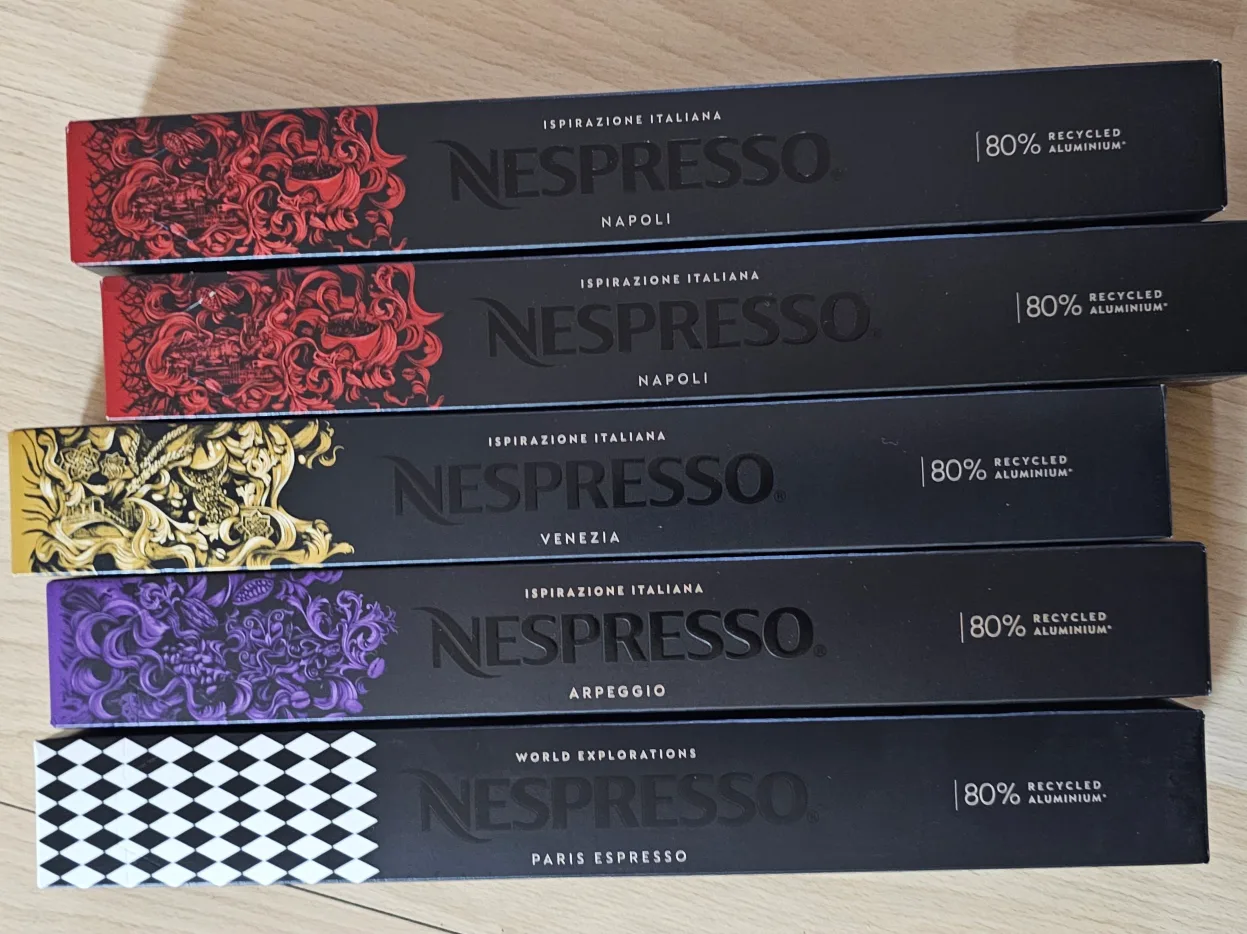 ISPIRAZIONE ITALIANA
NESPRESSO®
NAPOLI
80% RECYCLED
ALUMINIUM*
ISPIRAZIONE ITALIANA
NESPRESSO®
NAPOLI
80% RECYCLED
ALUMINIUM*
ISPIRAZIONE ITALIANA
NESPRESSO®
VENEZIA
80% RECYCLED
ALUMINIUM*
ISPIRAZIONE ITALIANA
NESPRESSO®
ARPEGGIO
80% RECYCLED
ALUMINIUM*
WORLD EXPLORATIONS
NESPRESSO®
PARIS ESPRESSO
80% RECYCLED
ALUMINIUM*